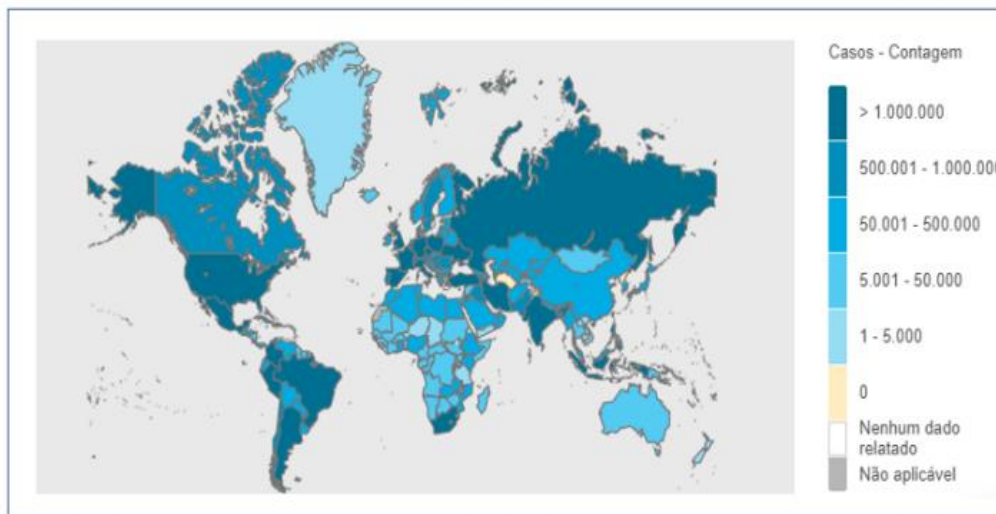 Casos - Contagem
> 1.000.000
500.001 - 1.000.000
50.001 - 500.000
5.001 - 50.000
1 - 5.000
0
Nenhum dado
relatado
Não aplicável